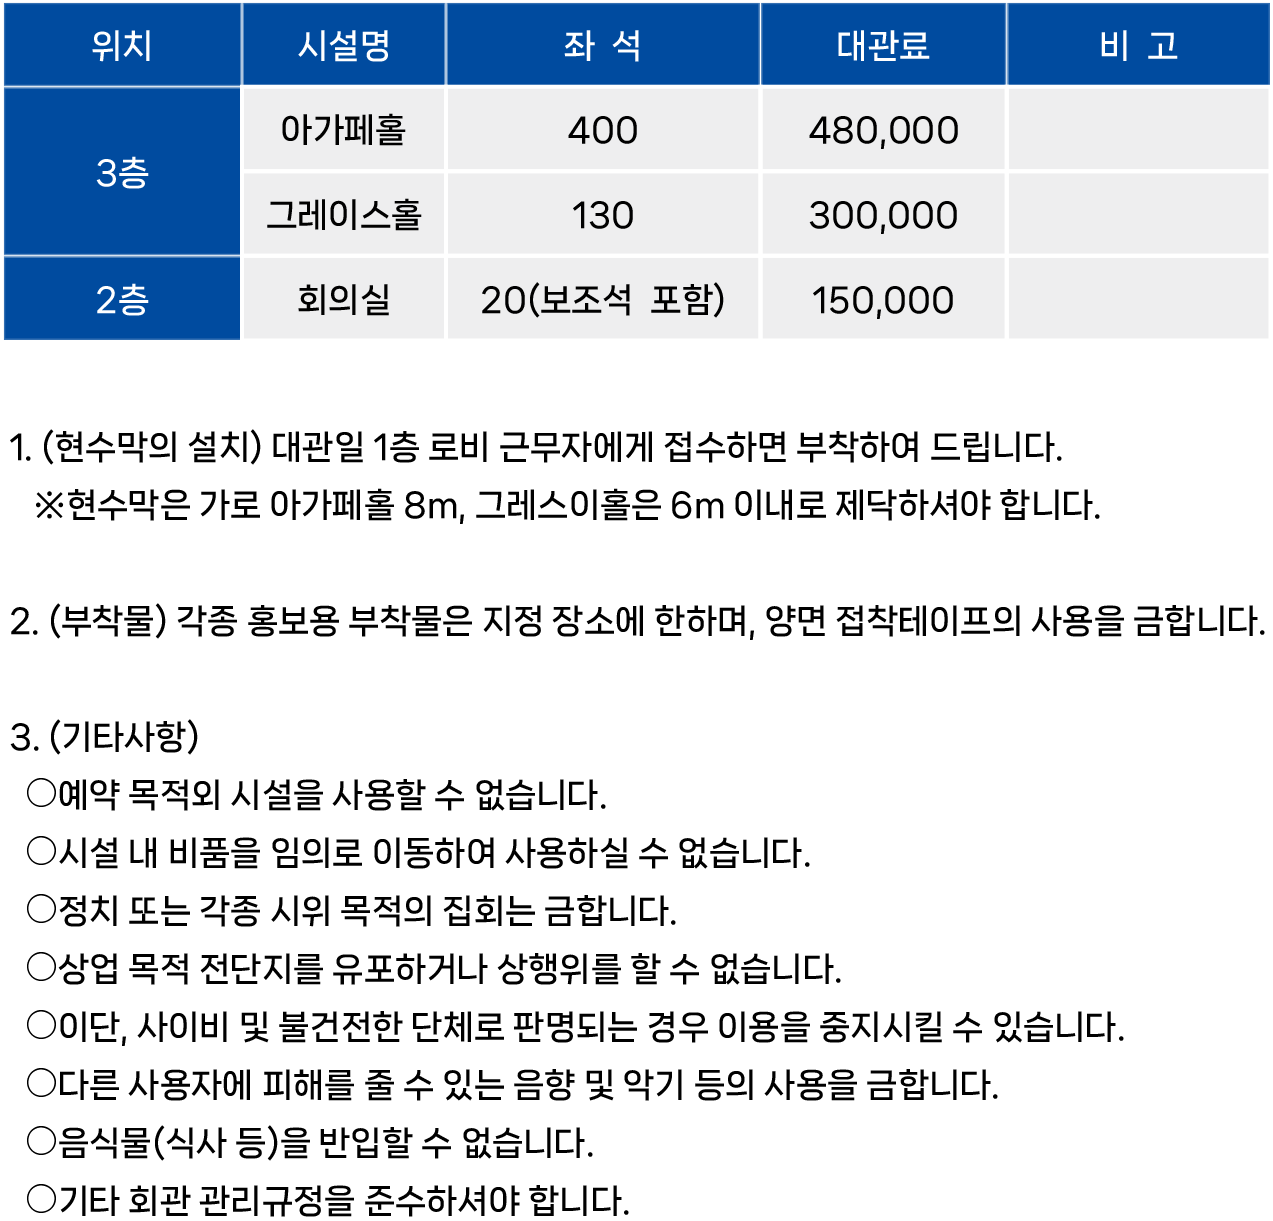 위치 시설명 좌 석 대관료 비 고
3층 아가페홀 400 480,000
그레이스홀 130 300,000
2층 회의실 20(보조석 포함) 150,000
1. (현수막의 설치) 대관일 1층 로비 근무자에게 접수하면 부착하여 드립니다.
※현수막은 가로 아가페홀 8m, 그레스이홀은 6m 이내로 제닥하셔야 합니다.
2. (부착물) 각종 홍보용 부착물은 지정 장소에 한하며, 양면 접착테이프의 사용을 금합니다.
3. (기타사항)
○예약 목적외 시설을 사용할 수 없습니다.
○시설 내 비품을 임의로 이동하여 사용하실 수 없습니다.
○정치 또는 각종 시위 목적의 집회는 금합니다.
○상업 목적 전단지를 유포하거나 상행위를 할 수 없습니다.
○이단, 사이비 및 불건전한 단체로 판명되는 경우 이용을 중지시킬 수 있습니다.
○다른 사용자에 피해를 줄 수 있는 음향 및 악기 등의 사용을 금합니다.
○음식물(식사 등)을 반입할 수 없습니다.
○기타 회관 관리규정을 준수하셔야 합니다.